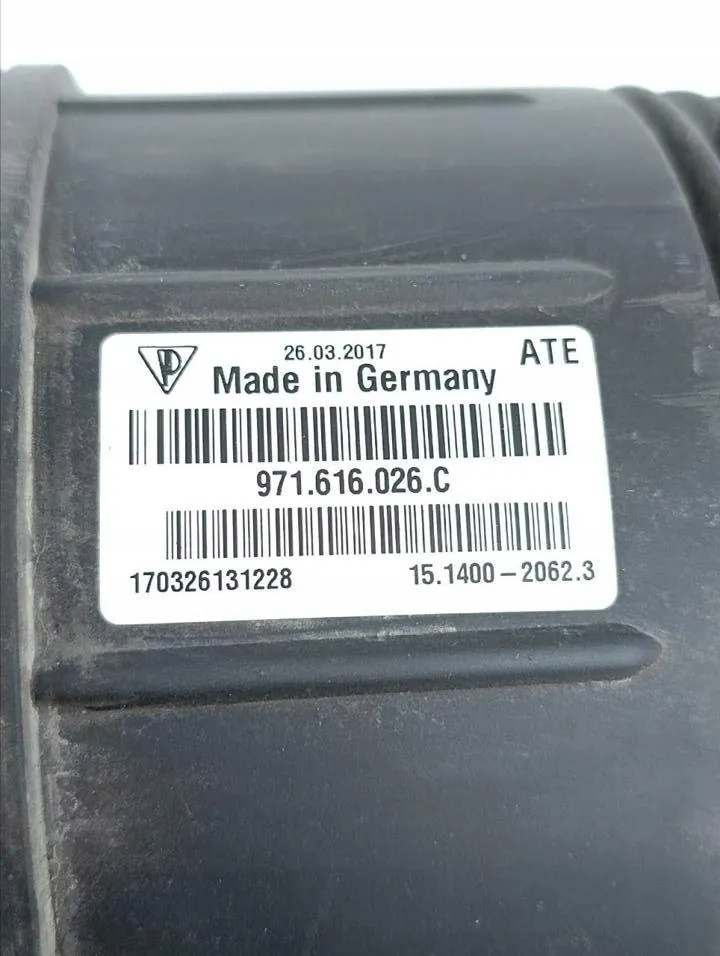 26.03.2017
ATE
Made in Germany
971.616.026.C
170326131228 15.1400-2062.3